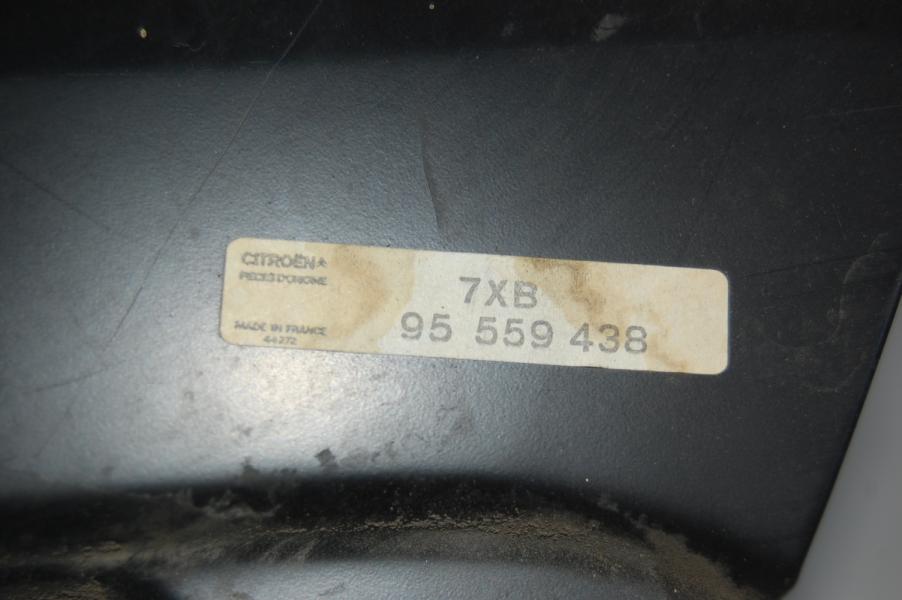 CITROËN
PIECES D'ORIGINE
MADE IN FRANCE
44272
7XB
95 559 438